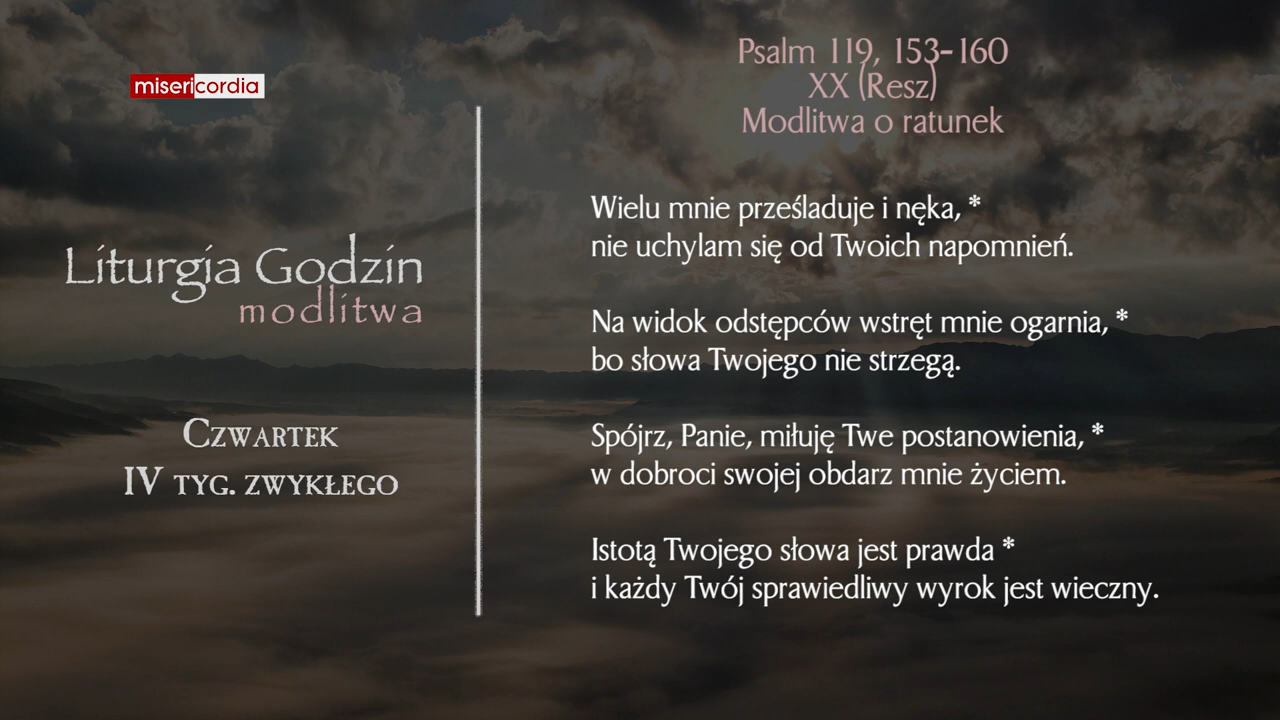 misericordia
Liturgia Godzin
modlitwa
Czwartek
IV tyg. zwykłego
Psalm 119, 153-160
XX (Resz)
Modlitwa o ratunek
Wielu mnie prześladuje i nęka, *
nie uchylam się od Twoich napomnień.
Na widok odstępców wstręt mnie ogarnia, *
bo słowa Twojego nie strzegą.
Spójrz, Panie, miłuję Twe postanowienia, *
w dobroci swojej obdarz mnie życiem.
Istotą Twojego słowa jest prawda *
i każdy Twój sprawiedliwy wyrok jest wieczny.